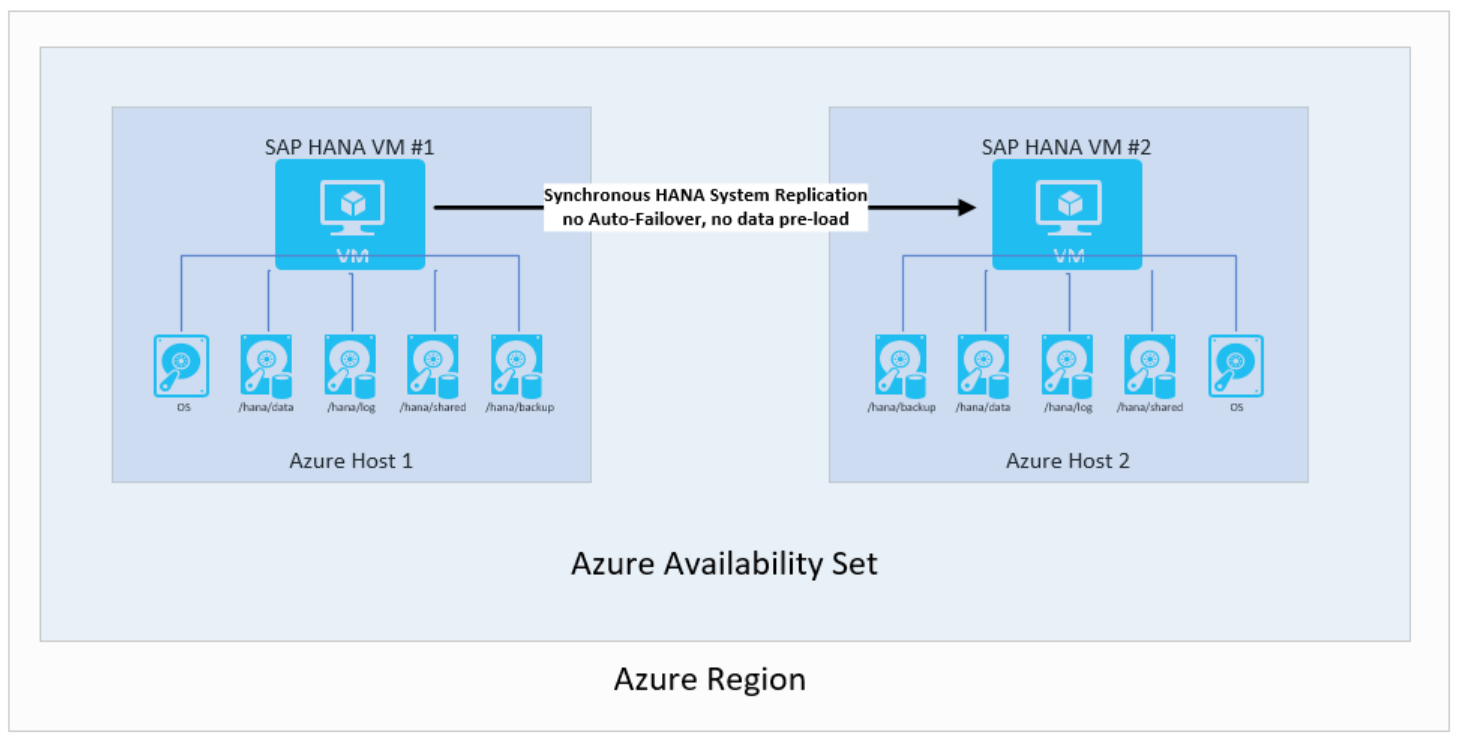 SAP HANA VM #1
SAP HANA VM #2
Synchronous HANA System Replication
no Auto-Failover, no data pre-load
VM
VM
OS
/hana/data
/hana/log
/hana/shared
/hana/backup
/hana/backup
/hana/data
/hana/log
/hana/shared
OS
Azure Host 1
Azure Host 2
Azure Availability Set
Azure Region